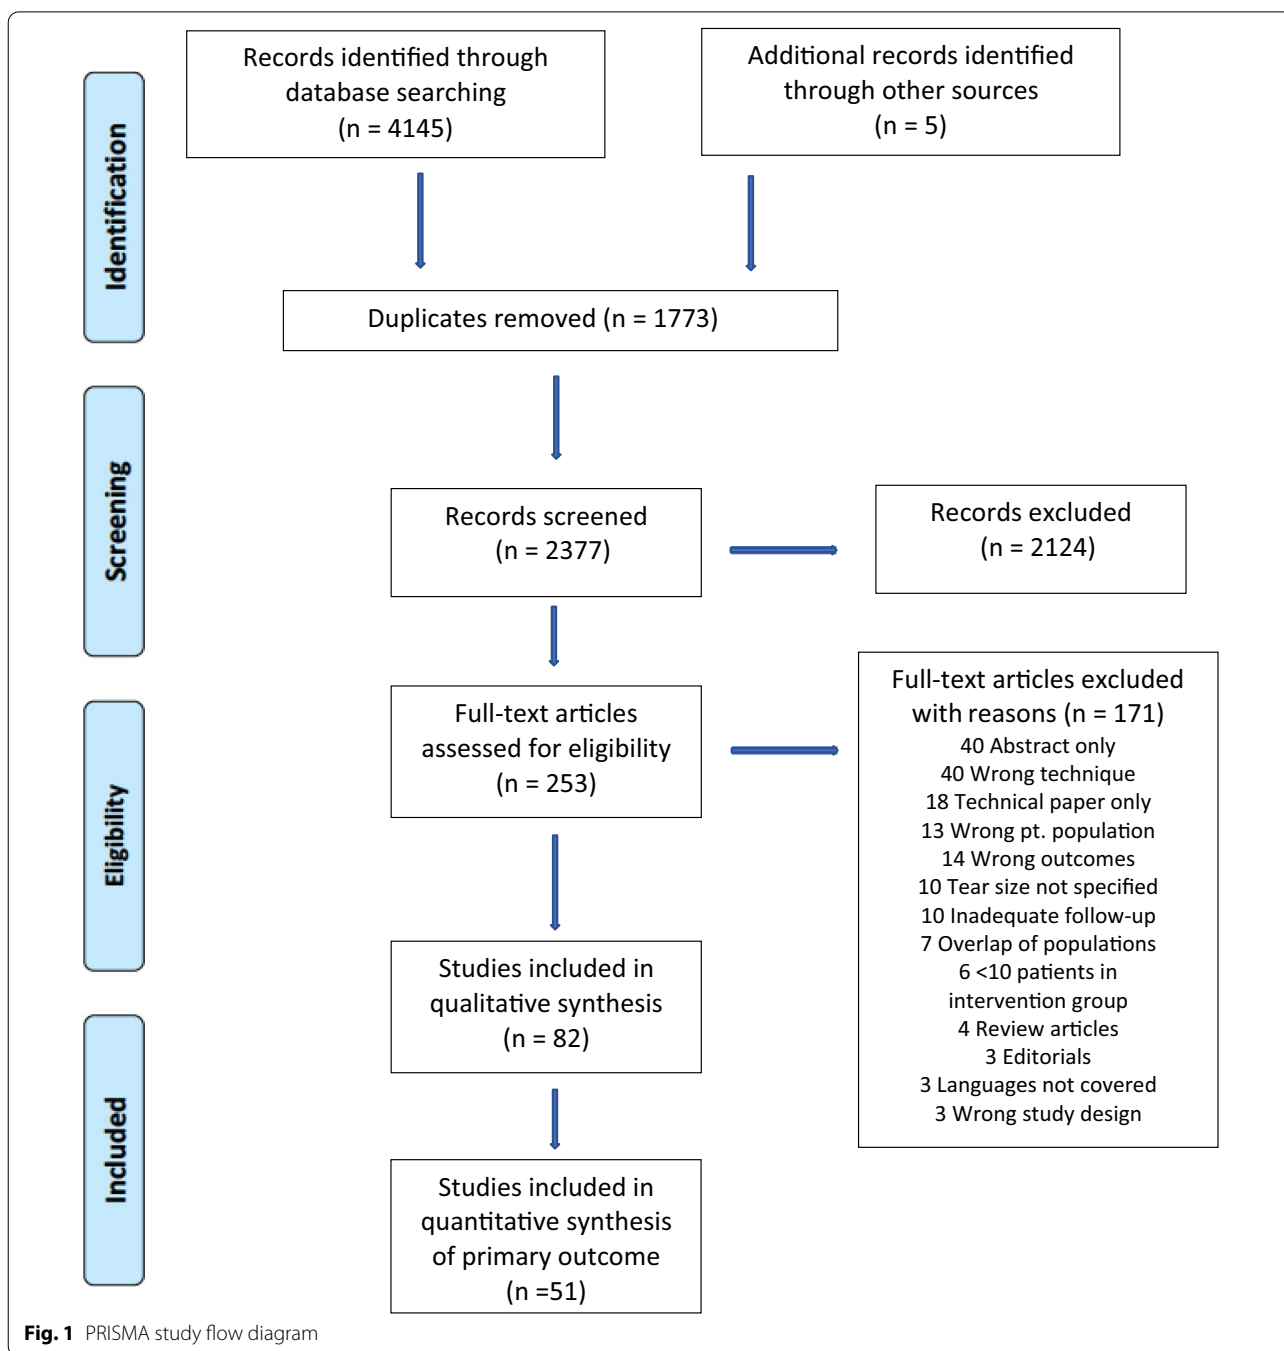 Identification
Records identified through
database searching
(n = 4145)
Additional records identified
through other sources
(n = 5)
Duplicates removed (n = 1773)
Screening
Records screened
(n = 2377)
Records excluded
(n = 2124)
Eligibility
Full-text articles
assessed for eligibility
(n = 253)
Full-text articles excluded
with reasons (n = 171)
40 Abstract only
40 Wrong technique
18 Technical paper only
13 Wrong pt. population
14 Wrong outcomes
10 Tear size not specified
10 Inadequate follow-up
7 Overlap of populations
6 <10 patients in
intervention group
4 Review articles
3 Editorials
3 Languages not covered
3 Wrong study design
Studies included in
qualitative synthesis
(n = 82)
Included
Studies included in
quantitative synthesis
of primary outcome
(n =51)
Fig. 1 PRISMA study flow diagram